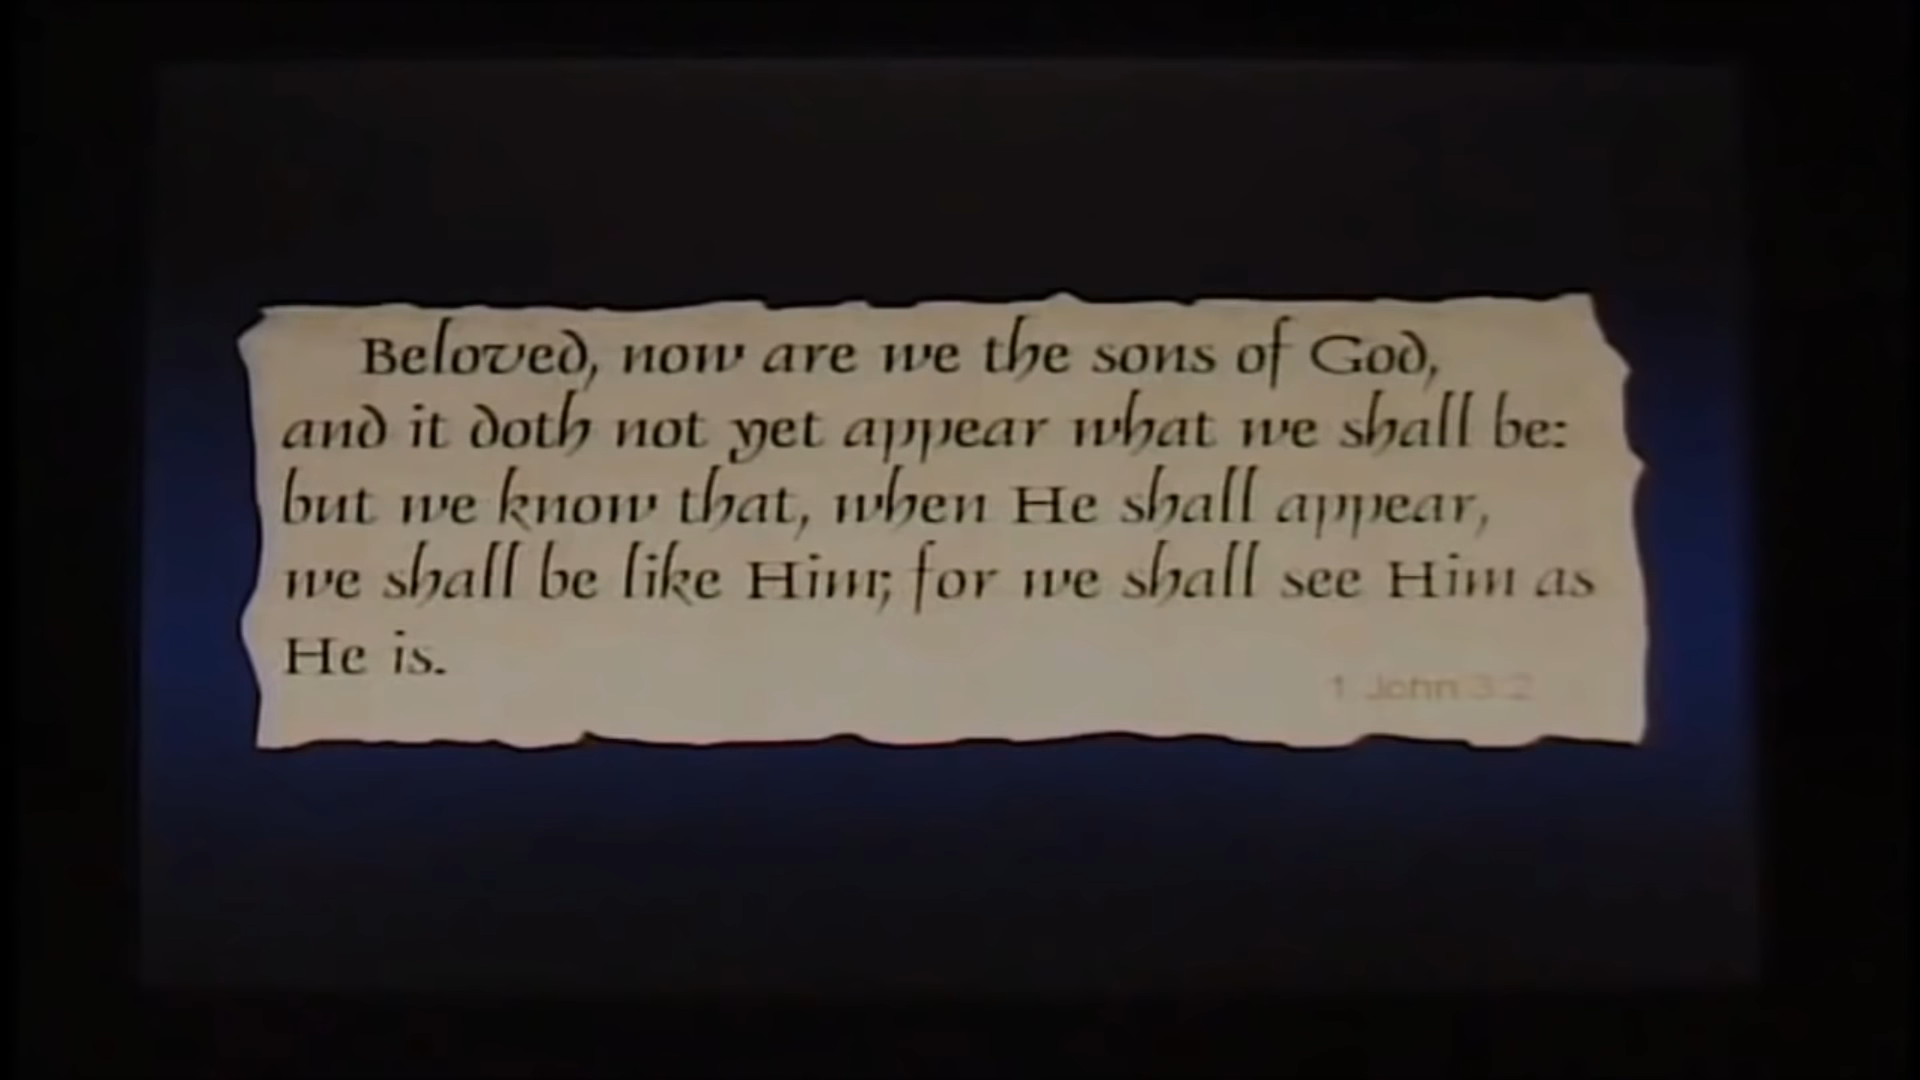 Beloved, now are we the sons of God,
and it doth not yet appear what we shall be:
but we know that, when He shall appear,
we shall be like Him; for we shall see Him as
He is.
1 John 3:2